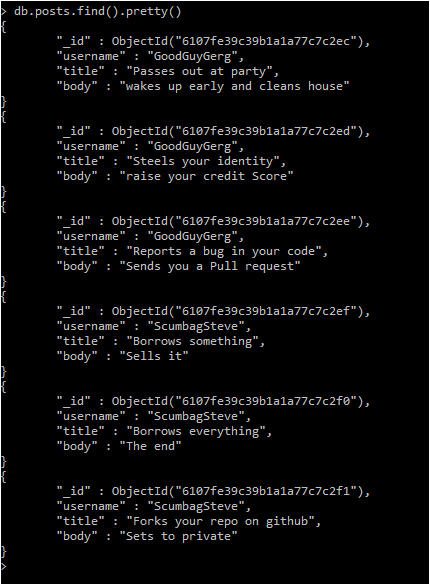 > db.posts.find().pretty()
{
"_id" : ObjectId("6107fe39c39b1a1a77c7c2ec"),
"username" : "GoodGuyGerg",
"title" : "Passes out at party",
"body" : "wakes up early and cleans house"
}
{
"_id" : ObjectId("6107fe39c39b1a1a77c7c2ed"),
"username" : "GoodGuyGerg",
"title" : "Steels your identity",
"body" : "raise your credit Score"
}
{
"_id" : ObjectId("6107fe39c39b1a1a77c7c2ee"),
"username" : "GoodGuyGerg",
"title" : "Reports a bug in your code",
"body" : "Sends you a Pull request"
}
{
"_id" : ObjectId("6107fe39c39b1a1a77c7c2ef"),
"username" : "ScumbagSteve",
"title" : "Borrows something",
"body" : "Sells it"
}
{
"_id" : ObjectId("6107fe39c39b1a1a77c7c2f0"),
"username" : "ScumbagSteve",
"title" : "Borrows everything",
"body" : "The end"
}
{
"_id" : ObjectId("6107fe39c39b1a1a77c7c2f1"),
"username" : "ScumbagSteve",
"title" : "Forks your repo on github",
"body" : "Sets to private"
}
>